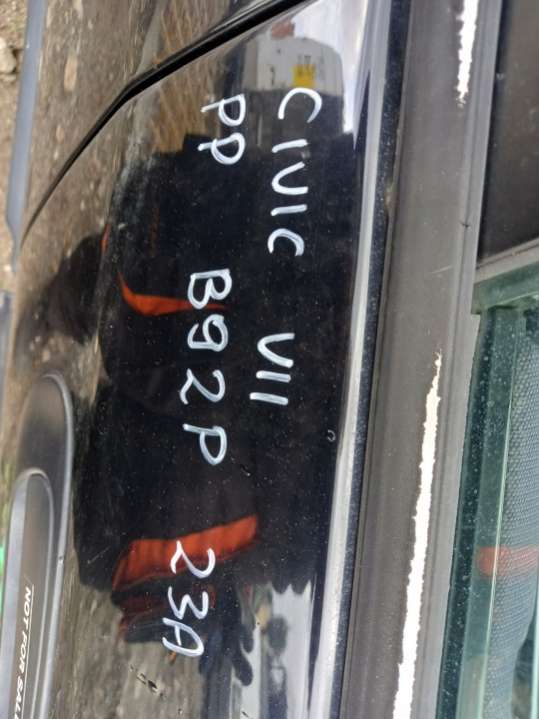 CIVIC VII
PP B92P 23A
NOT FOR SALE